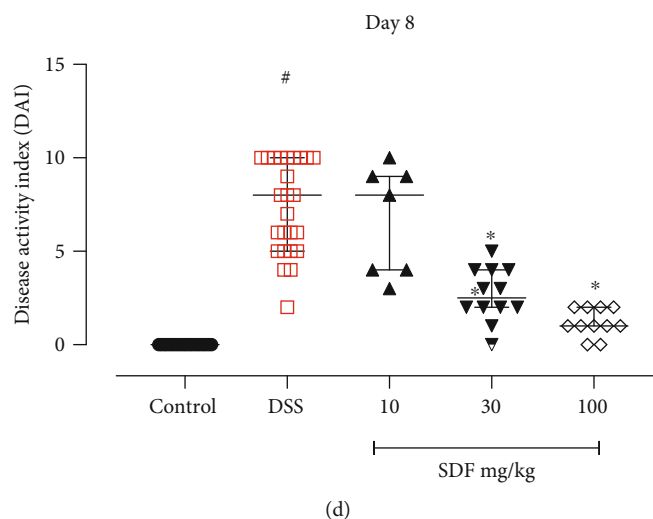 Day 8
Disease activity index (DAI)
15
10
5
0
#
*
*
*
Control DSS 10 30 100
SDF mg/kg
(d)